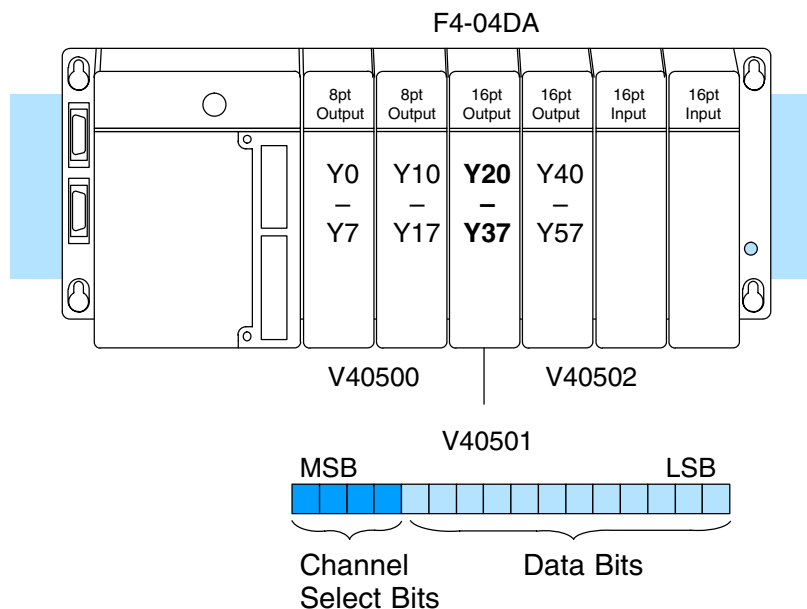 F4-04DA
8pt Output
8pt Output
16pt Output
16pt Output
16pt Input
16pt Input
Y0 – Y7
Y10 – Y17
Y20 – Y37
Y40 – Y57
V40500
V40502
V40501
MSB
LSB
Channel Select Bits
Data Bits